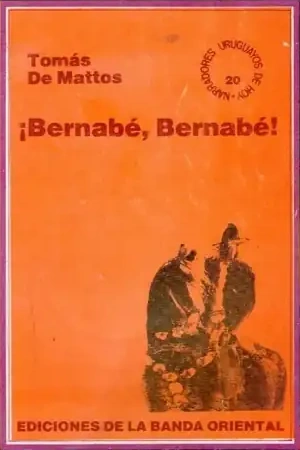 Tomás
De Mattos
NARRADORES URUGUAYOS DE HOY •
20
¡Bernabé, Bernabé!
EDICIONES DE LA BANDA ORIENTAL